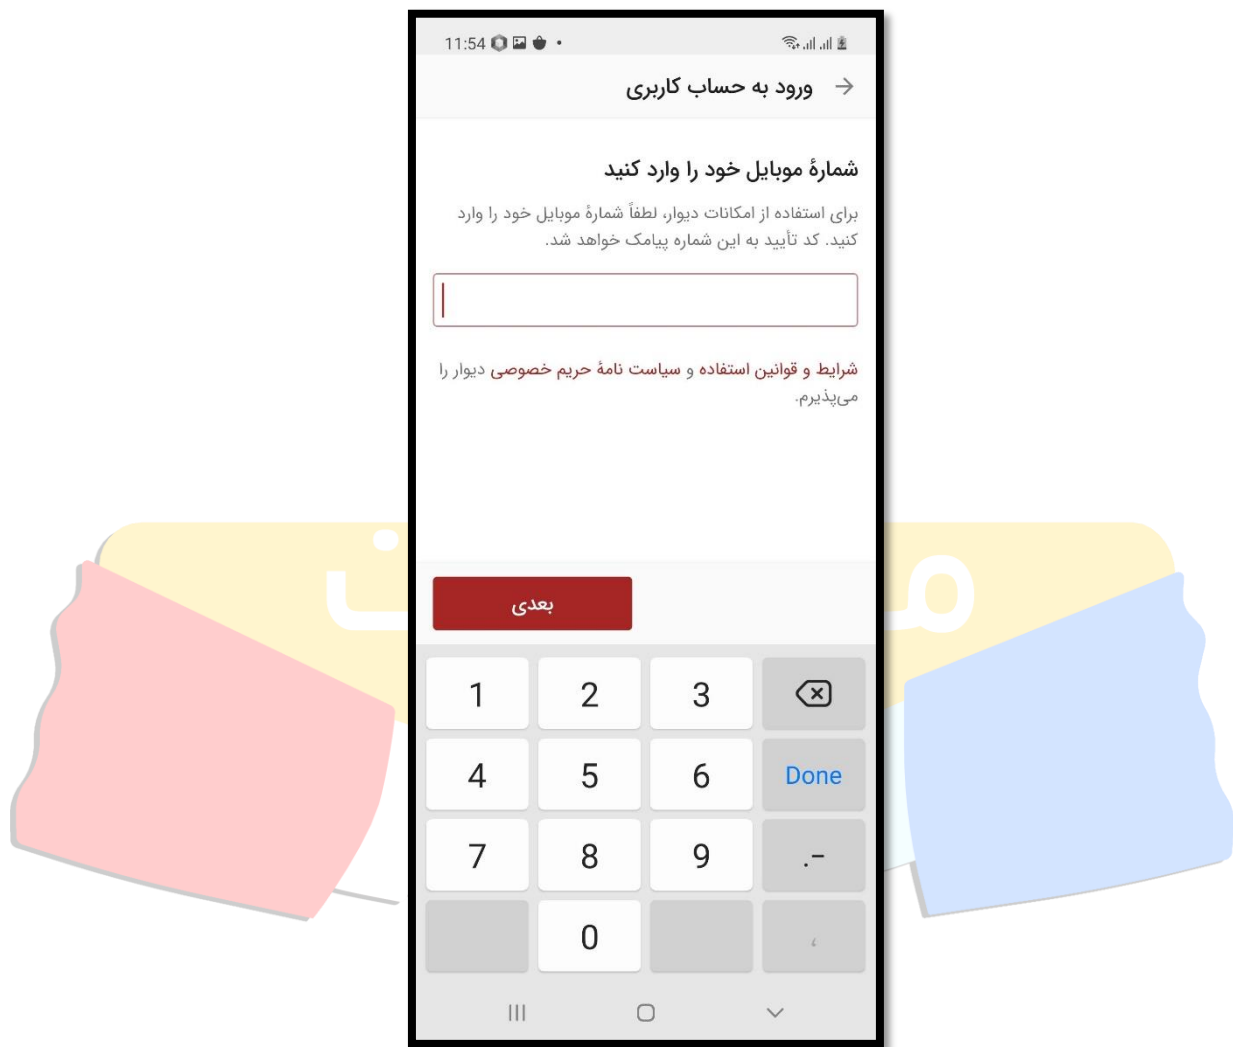 11:54
ورود به حساب کاربری
شمارهٔ موبایل خود را وارد کنید
برای استفاده از امکانات دیوار، لطفاً شمارهٔ موبایل خود را وارد
کنید. کد تأیید به این شماره پیامک خواهد شد.
شرایط و قوانین استفاده و سیاست نامهٔ حریم خصوصی دیوار را
می‌پذیرم.
بعدی
1 2 3
4 5 6 Done
7 8 9 .-
0 ،